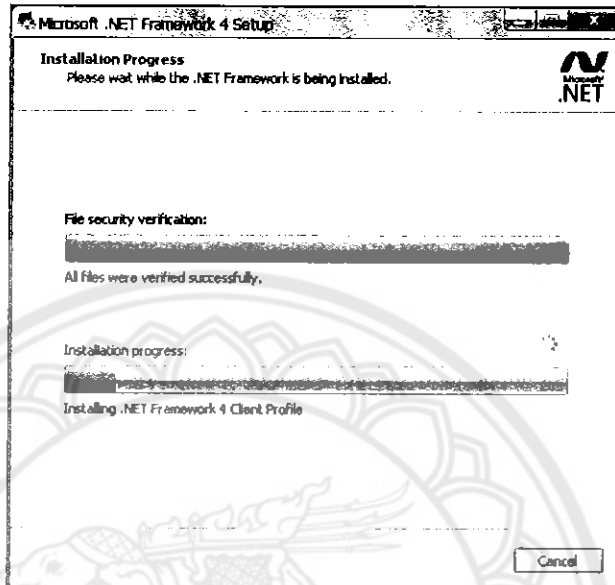 Microsoft .NET Framework 4 Setup
Installation Progress
Please wait while the .NET Framework is being installed.
Microsoft
.NET
File security verification:
All files were verified successfully.
Installation progress:
Installing .NET Framework 4 Client Profile
Cancel